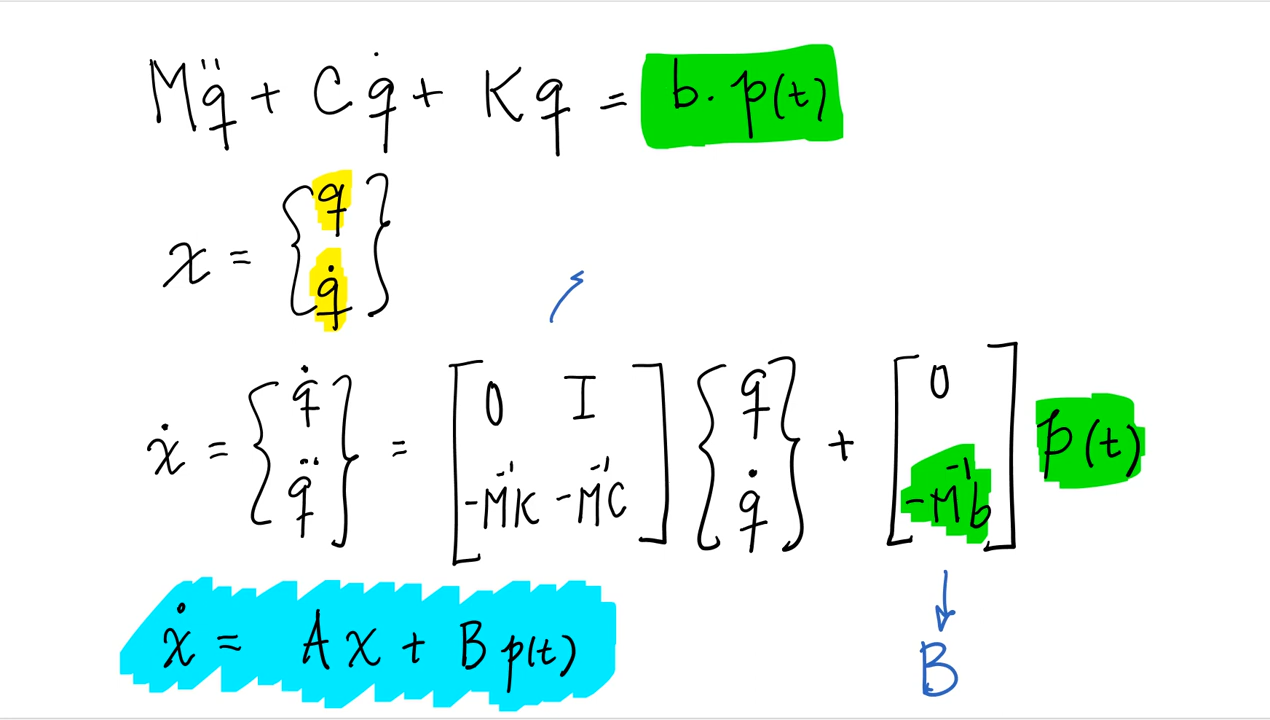 Mq̈ + Cq̇ + Kq = b. p(t)
x = {q q̇}
ẋ = {q̇ q̈} = [0 I -M⁻¹K -M⁻¹C] {q q̇} + [0 -M⁻¹b] p(t)
ẋ = Ax + Bp(t)
B